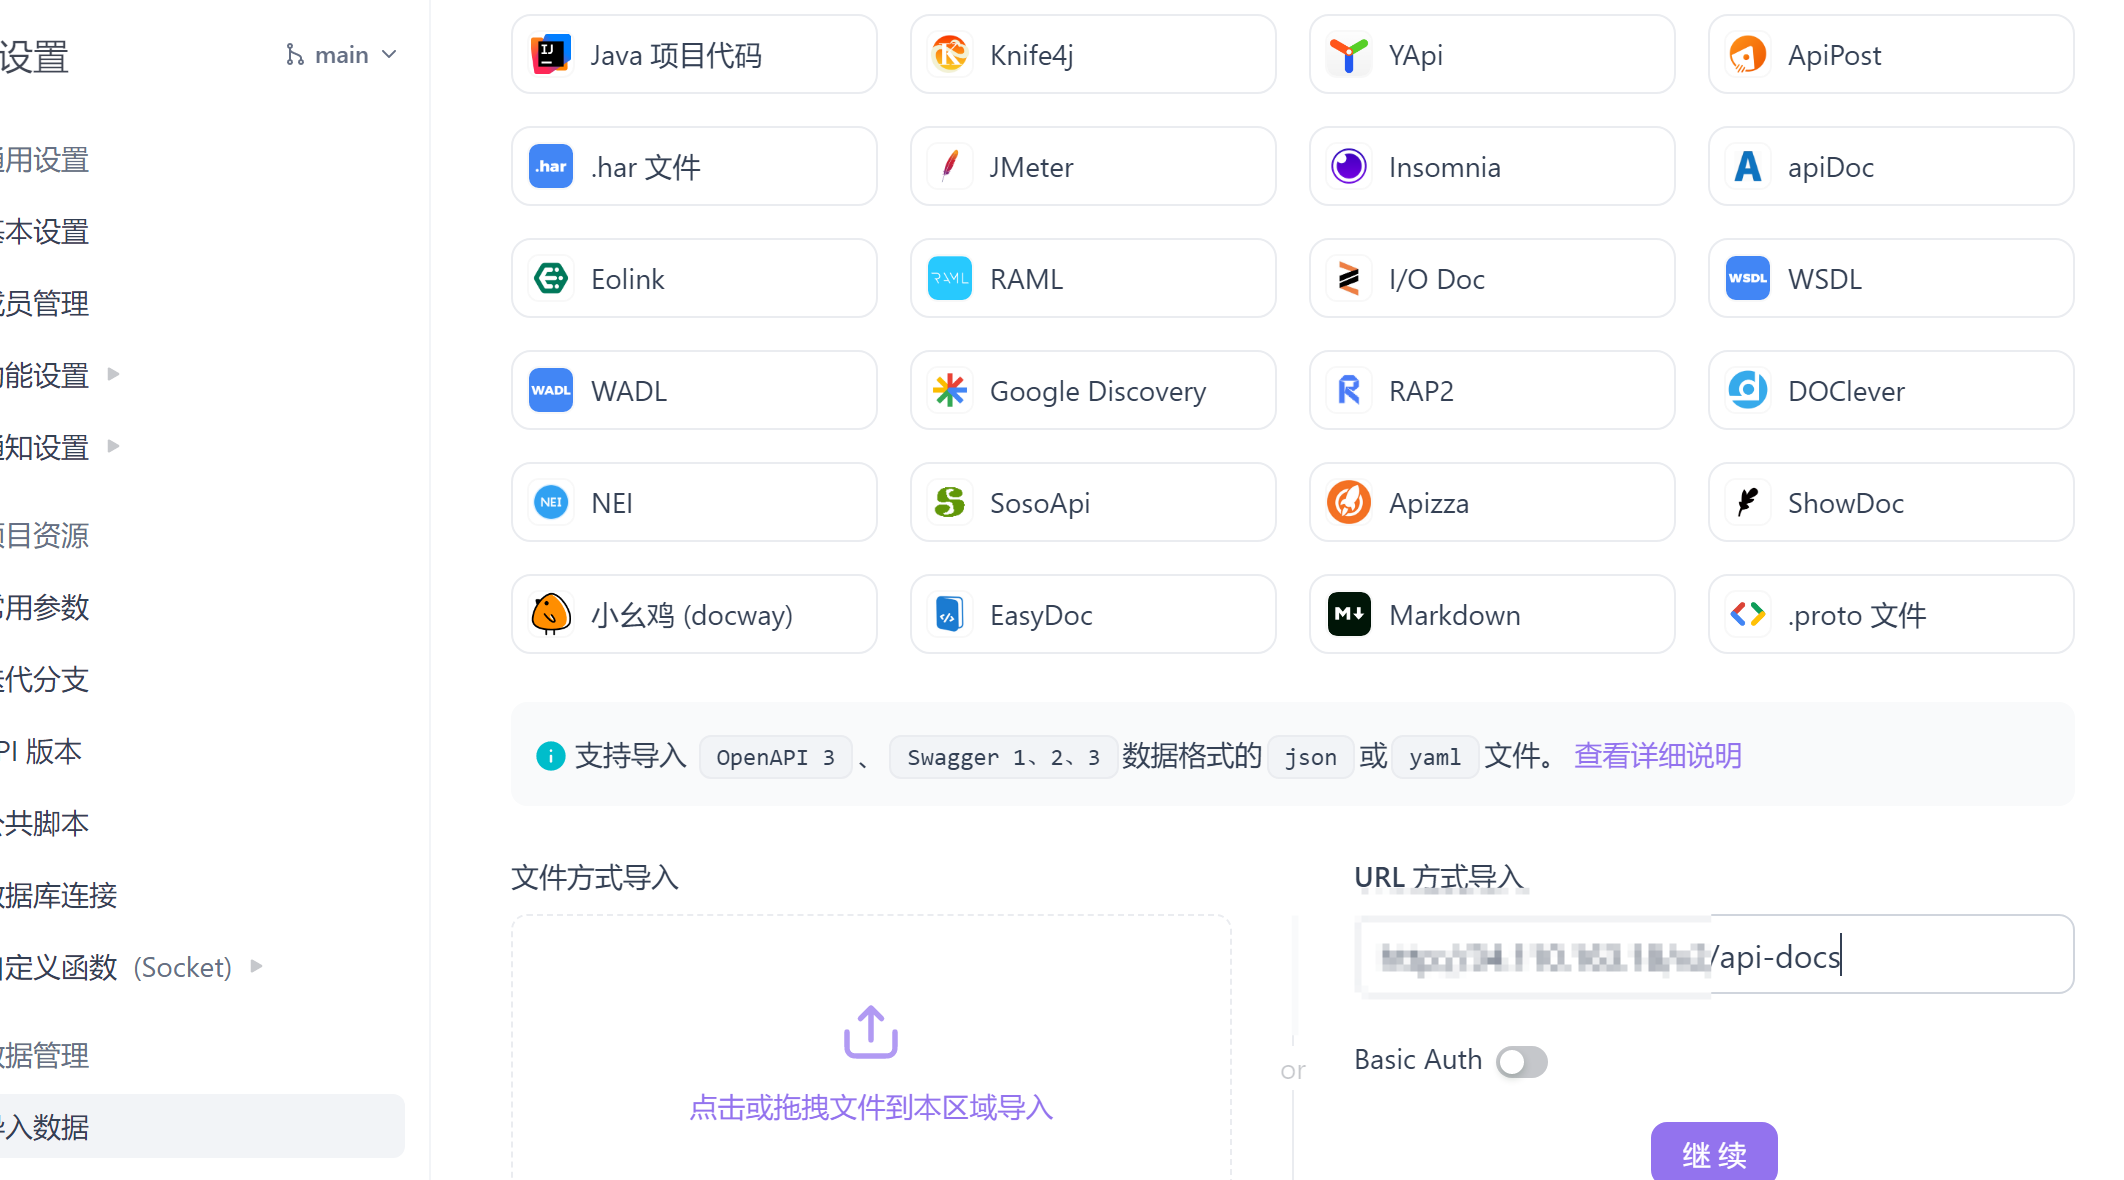 设置
main
Java 项目代码
Knife4j
YApi
ApiPost
.har
.har 文件
JMeter
Insomnia
apiDoc
Eolink
RAML
RAML
I/O Doc
WSDL
WSDL
WADL
WADL
Google Discovery
RAP2
DOClever
NEI
NEI
SosoApi
Apizza
ShowDoc
小幺鸡 (docway)
EasyDoc
Markdown
.proto 文件
用设置
本设置
员管理
能设置
知设置
目资源
用参数
代分支
PI 版本
共脚本
据库连接
定义函数 (Socket)
据管理
入数据
支持导入 OpenAPI 3 、 Swagger 1、2、3 数据格式的 json 或 yaml 文件。 查看详细说明
文件方式导入
点击或拖拽文件到本区域导入
or
URL 方式导入
/api-docs
Basic Auth
继 续